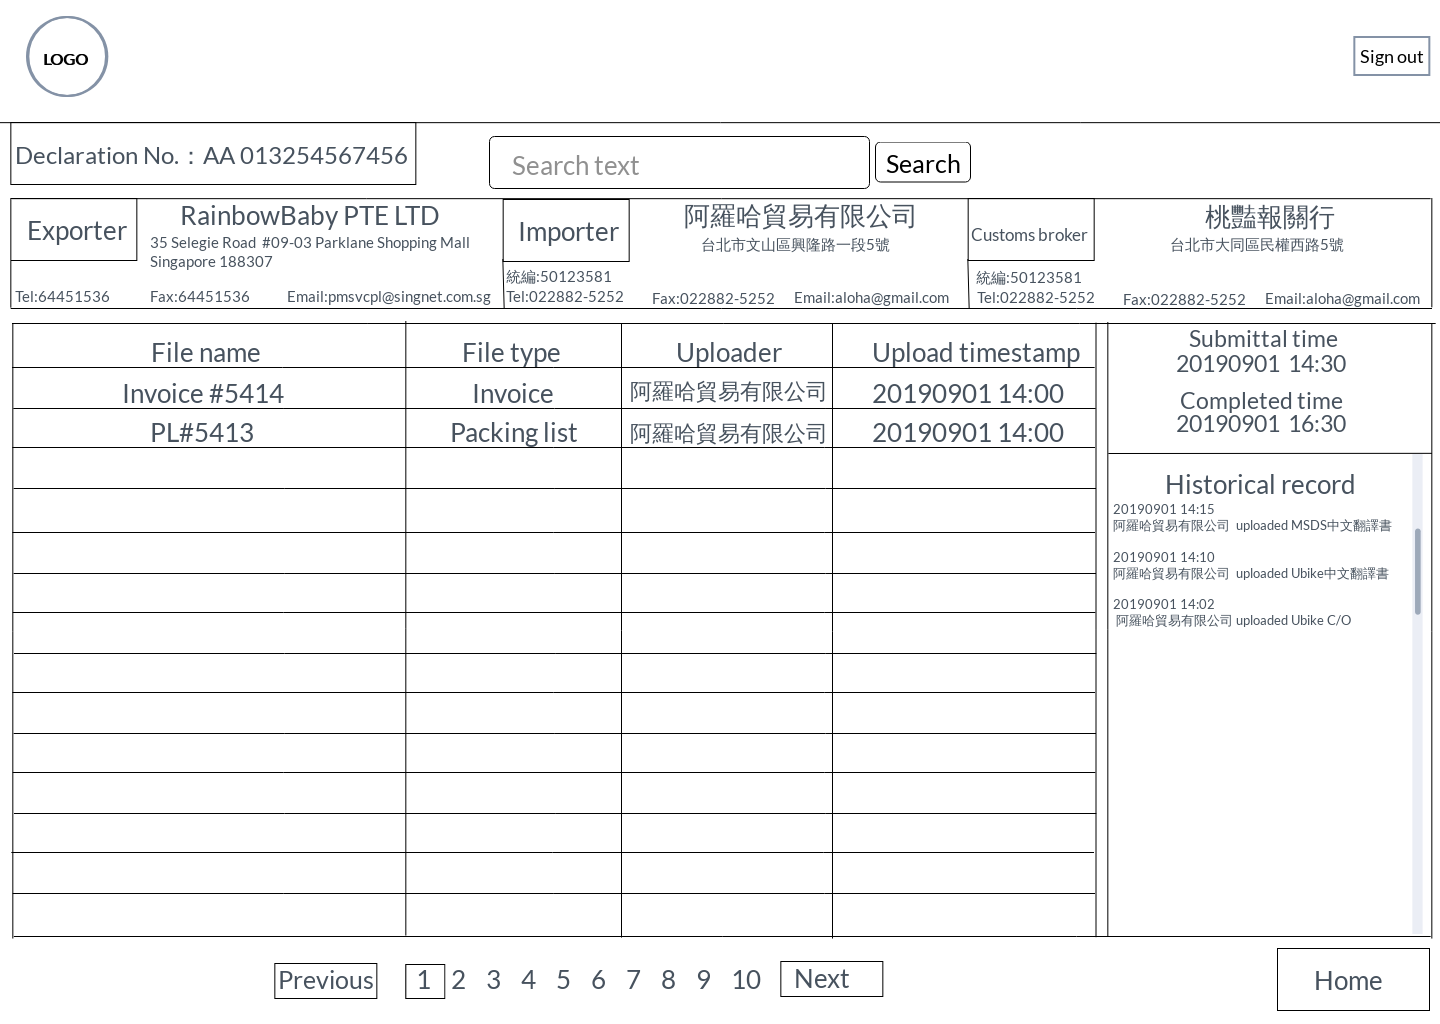 LOGO
Sign out
Declaration No.：AA 013254567456
Search text
Search
Exporter
RainbowBaby PTE LTD
35 Selegie Road  #09-03 Parklane Shopping Mall
Singapore 188307
Tel:64451536
Fax:64451536
Email:pmsvcpl@singnet.com.sg
Importer
阿羅哈貿易有限公司
台北市文山區興隆路一段5號
統編:50123581
Tel:022882-5252
Fax:022882-5252
Email:aloha@gmail.com
Customs broker
桃豔報關行
台北市大同區民權西路5號
統編:50123581
Tel:022882-5252
Fax:022882-5252
Email:aloha@gmail.com
File name File type Uploader Upload timestamp
Invoice #5414 Invoice 阿羅哈貿易有限公司 20190901 14:00
PL#5413 Packing list 阿羅哈貿易有限公司 20190901 14:00
Submittal time
20190901  14:30
Completed time
20190901  16:30
Historical record
20190901 14:15
阿羅哈貿易有限公司  uploaded MSDS中文翻譯書
20190901 14:10
阿羅哈貿易有限公司  uploaded Ubike中文翻譯書
20190901 14:02
阿羅哈貿易有限公司 uploaded Ubike C/O
Previous 1 2 3 4 5 6 7 8 9 10 Next
Home